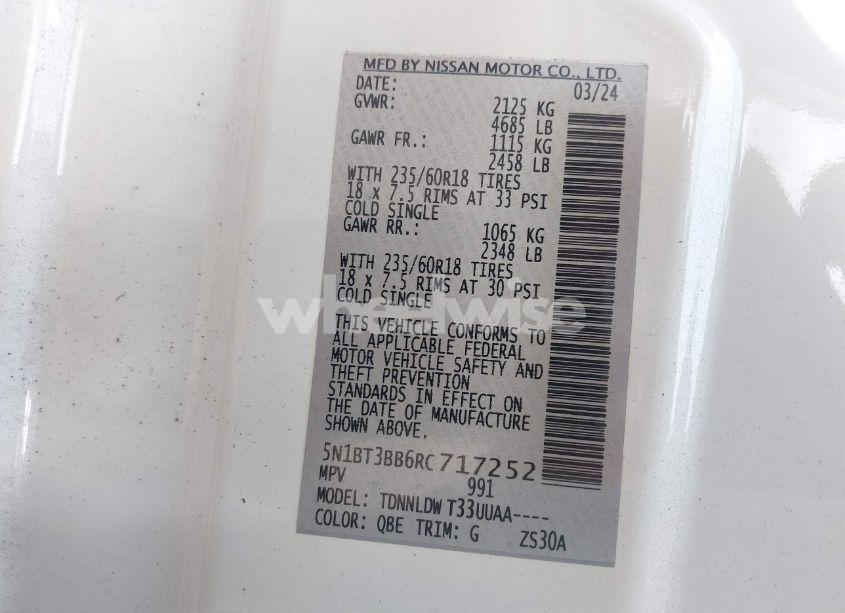 MFD BY NISSAN MOTOR CO., LTD.
DATE: 03/24
GVWR: 2125 KG
4685 LB
GAWR FR.: 1115 KG
2458 LB
WITH 235/60R18 TIRES
18 x 7.5 RIMS AT 33 PSI
COLD SINGLE
GAWR RR.: 1065 KG
2348 LB
WITH 235/60R18 TIRES
18 x 7.5 RIMS AT 30 PSI
COLD SINGLE
wheelwise
THIS VEHICLE CONFORMS TO
ALL APPLICABLE FEDERAL
MOTOR VEHICLE SAFETY AND
THEFT PREVENTION
STANDARDS IN EFFECT ON
THE DATE OF MANUFACTURE
SHOWN ABOVE.
5N1BT3BB6RC717252
MPV 991
MODEL: TDNNLDW T33UUAA----
COLOR: QBE TRIM: G ZS30A